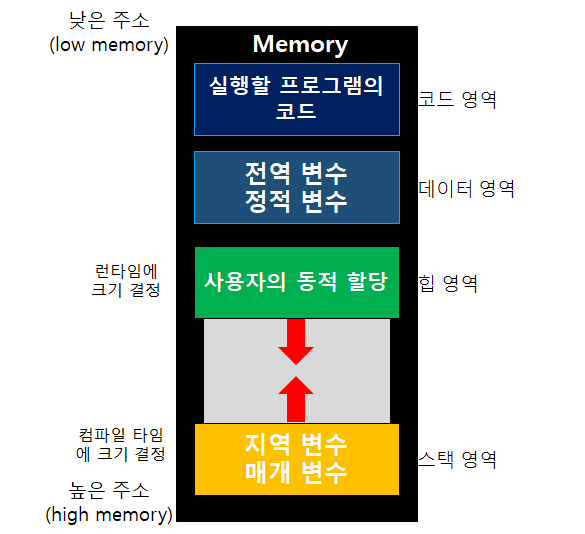 낮은 주소
(low memory)
Memory
실행할 프로그램의
코드
코드 영역
전역 변수
정적 변수
데이터 영역
런타임에
크기 결정
사용자의 동적 할당
힙 영역
컴파일 타임
에 크기 결정
지역 변수
매개 변수
스택 영역
높은 주소
(high memory)